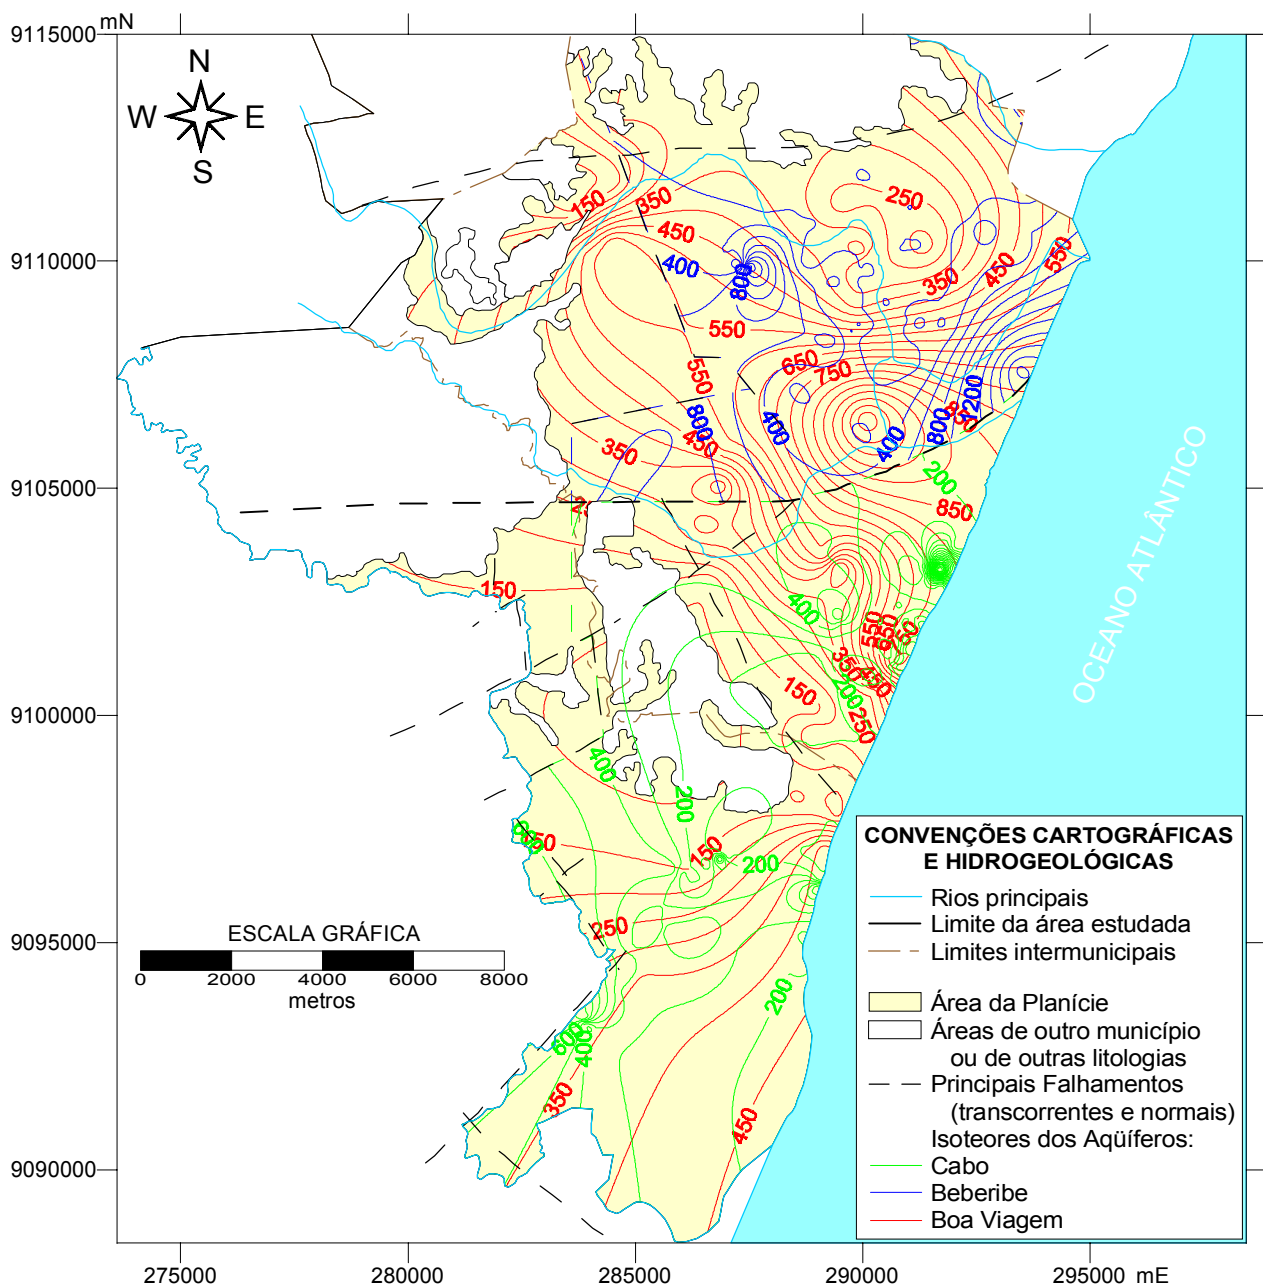 mN
9115000
9110000
9105000
9100000
9095000
9090000
275000
280000
285000
290000
295000
mE
N
W
E
S
150
350
450
400
800
250
350
450
550
550
650
750
550
800
450
350
400
400
800
1200
200
850
150
400
550
650
750
350
450
200
150
250
400
200
150
200
250
200
600
400
350
450
OCEANO ATLÂNTICO
ESCALA GRÁFICA
0 2000 4000 6000 8000
metros
CONVENÇÕES CARTOGRÁFICAS
E HIDROGEOLÓGICAS
Rios principais
Limite da área estudada
Limites intermunicipais
Área da Planície
Áreas de outro município
ou de outras litologias
Principais Falhamentos
(transcorrentes e normais)
Isoteores dos Aqüíferos:
Cabo
Beberibe
Boa Viagem